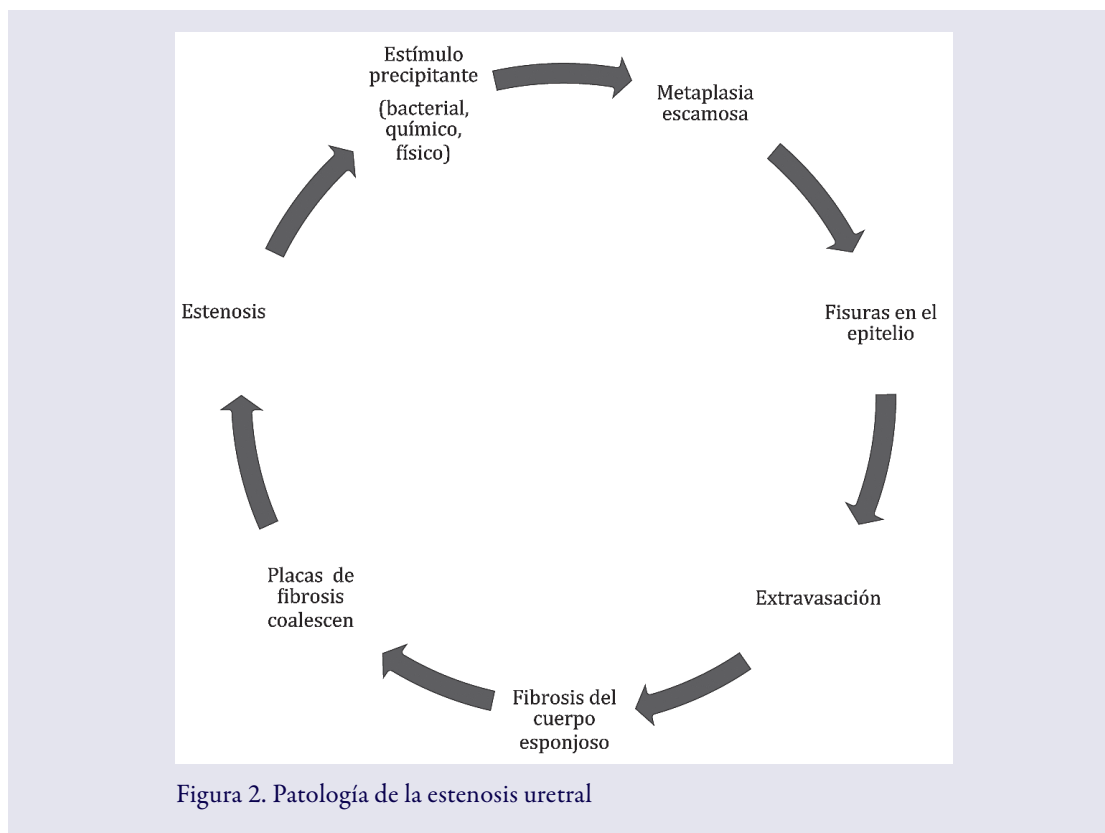 Estímulo
precipitante
(bacterial,
químico,
físico)
Metaplasia
escamosa
Fisuras en el
epitelio
Extravasación
Fibrosis del
cuerpo
esponjoso
Placas de
fibrosis
coalescen
Estenosis
Figura 2. Patología de la estenosis uretral